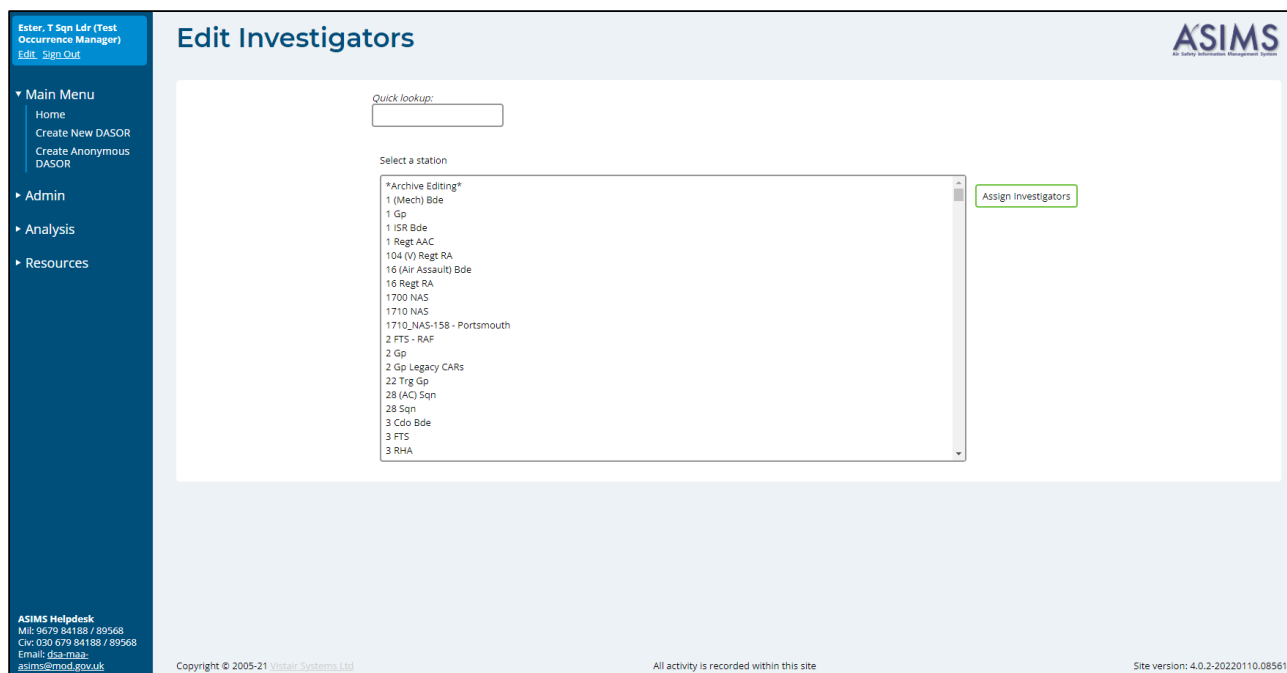 Ester, T Sqn Ldr (Test
Occurrence Manager)
Edit Sign Out
Main Menu
Home
Create New DASOR
Create Anonymous
DASOR
Admin
Analysis
Resources
ASIMS Helpdesk
Mil: 9679 84188 / 89568
Civ: 030 679 84188 / 89568
Email: dsa-maa-
asims@mod.gov.uk
Edit Investigators
ASIMS
Air Safety Information Management System
Quick lookup:
Select a station
*Archive Editing*
1 (Mech) Bde
1 Gp
1 ISR Bde
1 Regt AAC
104 (V) Regt RA
16 (Air Assault) Bde
16 Regt RA
1700 NAS
1710 NAS
1710_NAS-158 - Portsmouth
2 FTS - RAF
2 Gp
2 Gp Legacy CARs
22 Trg Gp
28 (AC) Sqn
28 Sqn
3 Cdo Bde
3 FTS
3 RHA
Assign Investigators
Copyright © 2005-21 Vistair Systems Ltd
All activity is recorded within this site
Site version: 4.0.2-20220110.08561